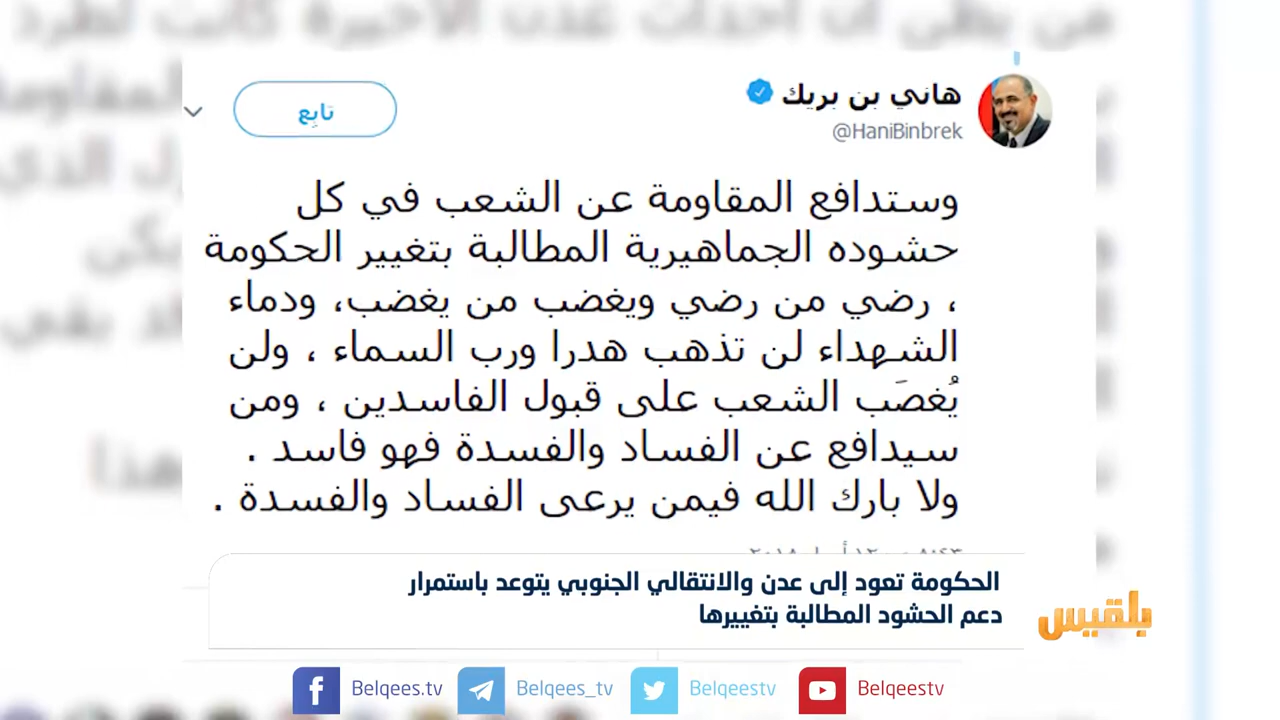 هاني بن بريك
@HaniBinbrek
تابِع
وستدافع المقاومة عن الشعب في كل
حشوده الجماهيرية المطالبة بتغيير الحكومة
، رضي من رضي ويغضب من يغضب، ودماء
الشهداء لن تذهب هدرا ورب السماء ، ولن
يُغصَب الشعب على قبول الفاسدين ، ومن
سيدافع عن الفساد والفسدة فهو فاسد .
ولا بارك الله فيمن يرعى الفساد والفسدة .
الحكومة تعود إلى عدن والانتقالي الجنوبي يتوعد باستمرار
دعم الحشود المطالبة بتغييرها
بلقيس
Belqees.tv
Belqees_tv
Belqeestv
Belqeestv